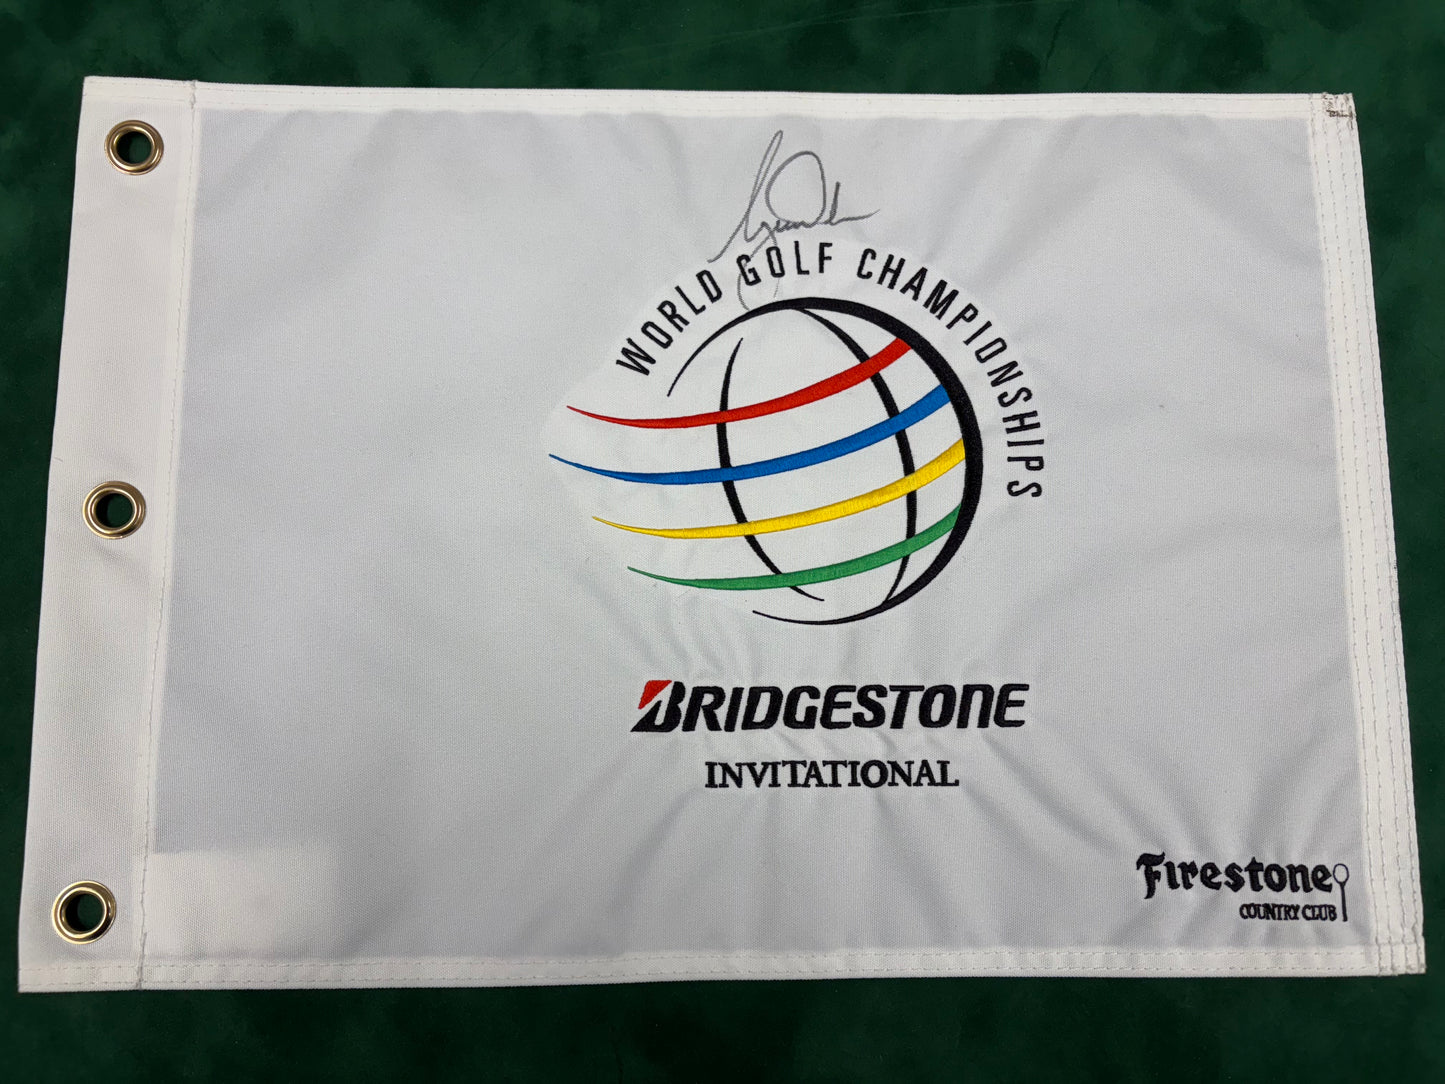 WORLD GOLF CHAMPIONSHIPS
BRIDGESTONE
INVITATIONAL
Firestone
COUNTRY CLUB